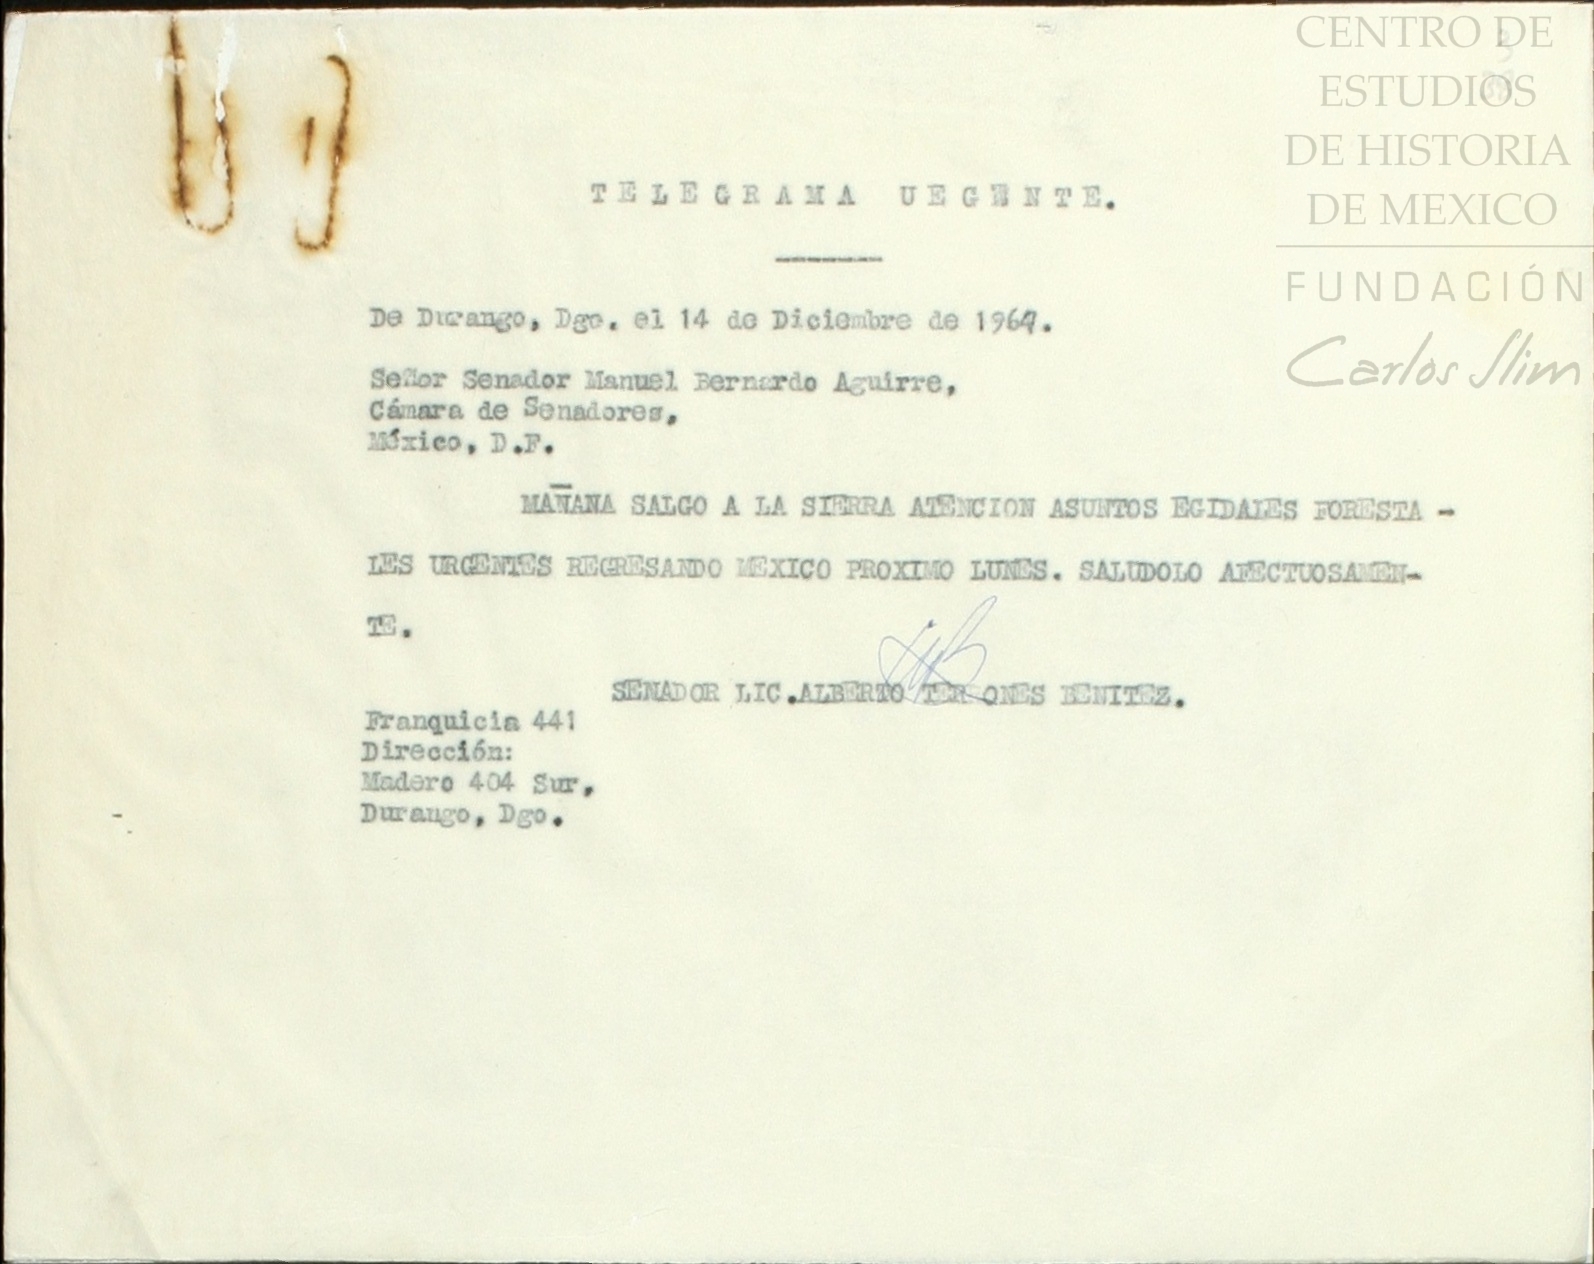 CENTRO DE
ESTUDIOS
DE HISTORIA
DE MEXICO
FUNDACIÓN
Carlos Slim
TELEGRAMA UEGENTE.
De Durango, Dgo. el 14 de Diciembre de 1964.
Señor Senador Manuel Bernardo Aguirre,
Cámara de Senadores,
México, D.F.
MAÑANA SALGO A LA SIERRA ATENCION ASUNTOS EGIDALES FORESTA -
LES URGENTES REGRESANDO MEXICO PROXIMO LUNES. SALUDOLO AFECTUOSAMEN-
TE.
SENADOR LIC.ALBERTO TERRONES BENITEZ.
Franquicia 441
Dirección:
Madero 404 Sur,
Durango, Dgo.